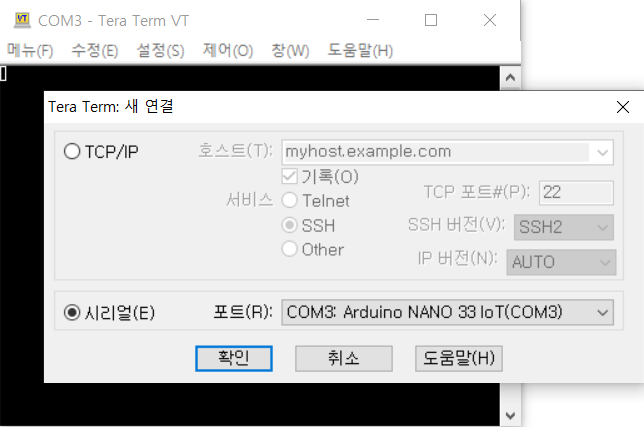 COM3 - Tera Term VT
메뉴(F) 수정(E) 설정(S) 제어(O) 창(W) 도움말(H)
Tera Term: 새 연결
TCP/IP 호스트(T): myhost.example.com
기록(O)
서비스 Telnet TCP 포트#(P): 22
SSH SSH 버전(V): SSH2
Other IP 버전(N): AUTO
시리얼(E) 포트(R): COM3: Arduino NANO 33 IoT(COM3)
확인 취소 도움말(H)